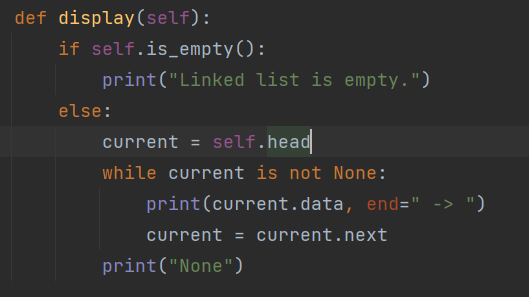 def display(self):
    if self.is_empty():
        print("Linked list is empty.")
    else:
        current = self.head
        while current is not None:
            print(current.data, end=" -> ")
            current = current.next
        print("None")